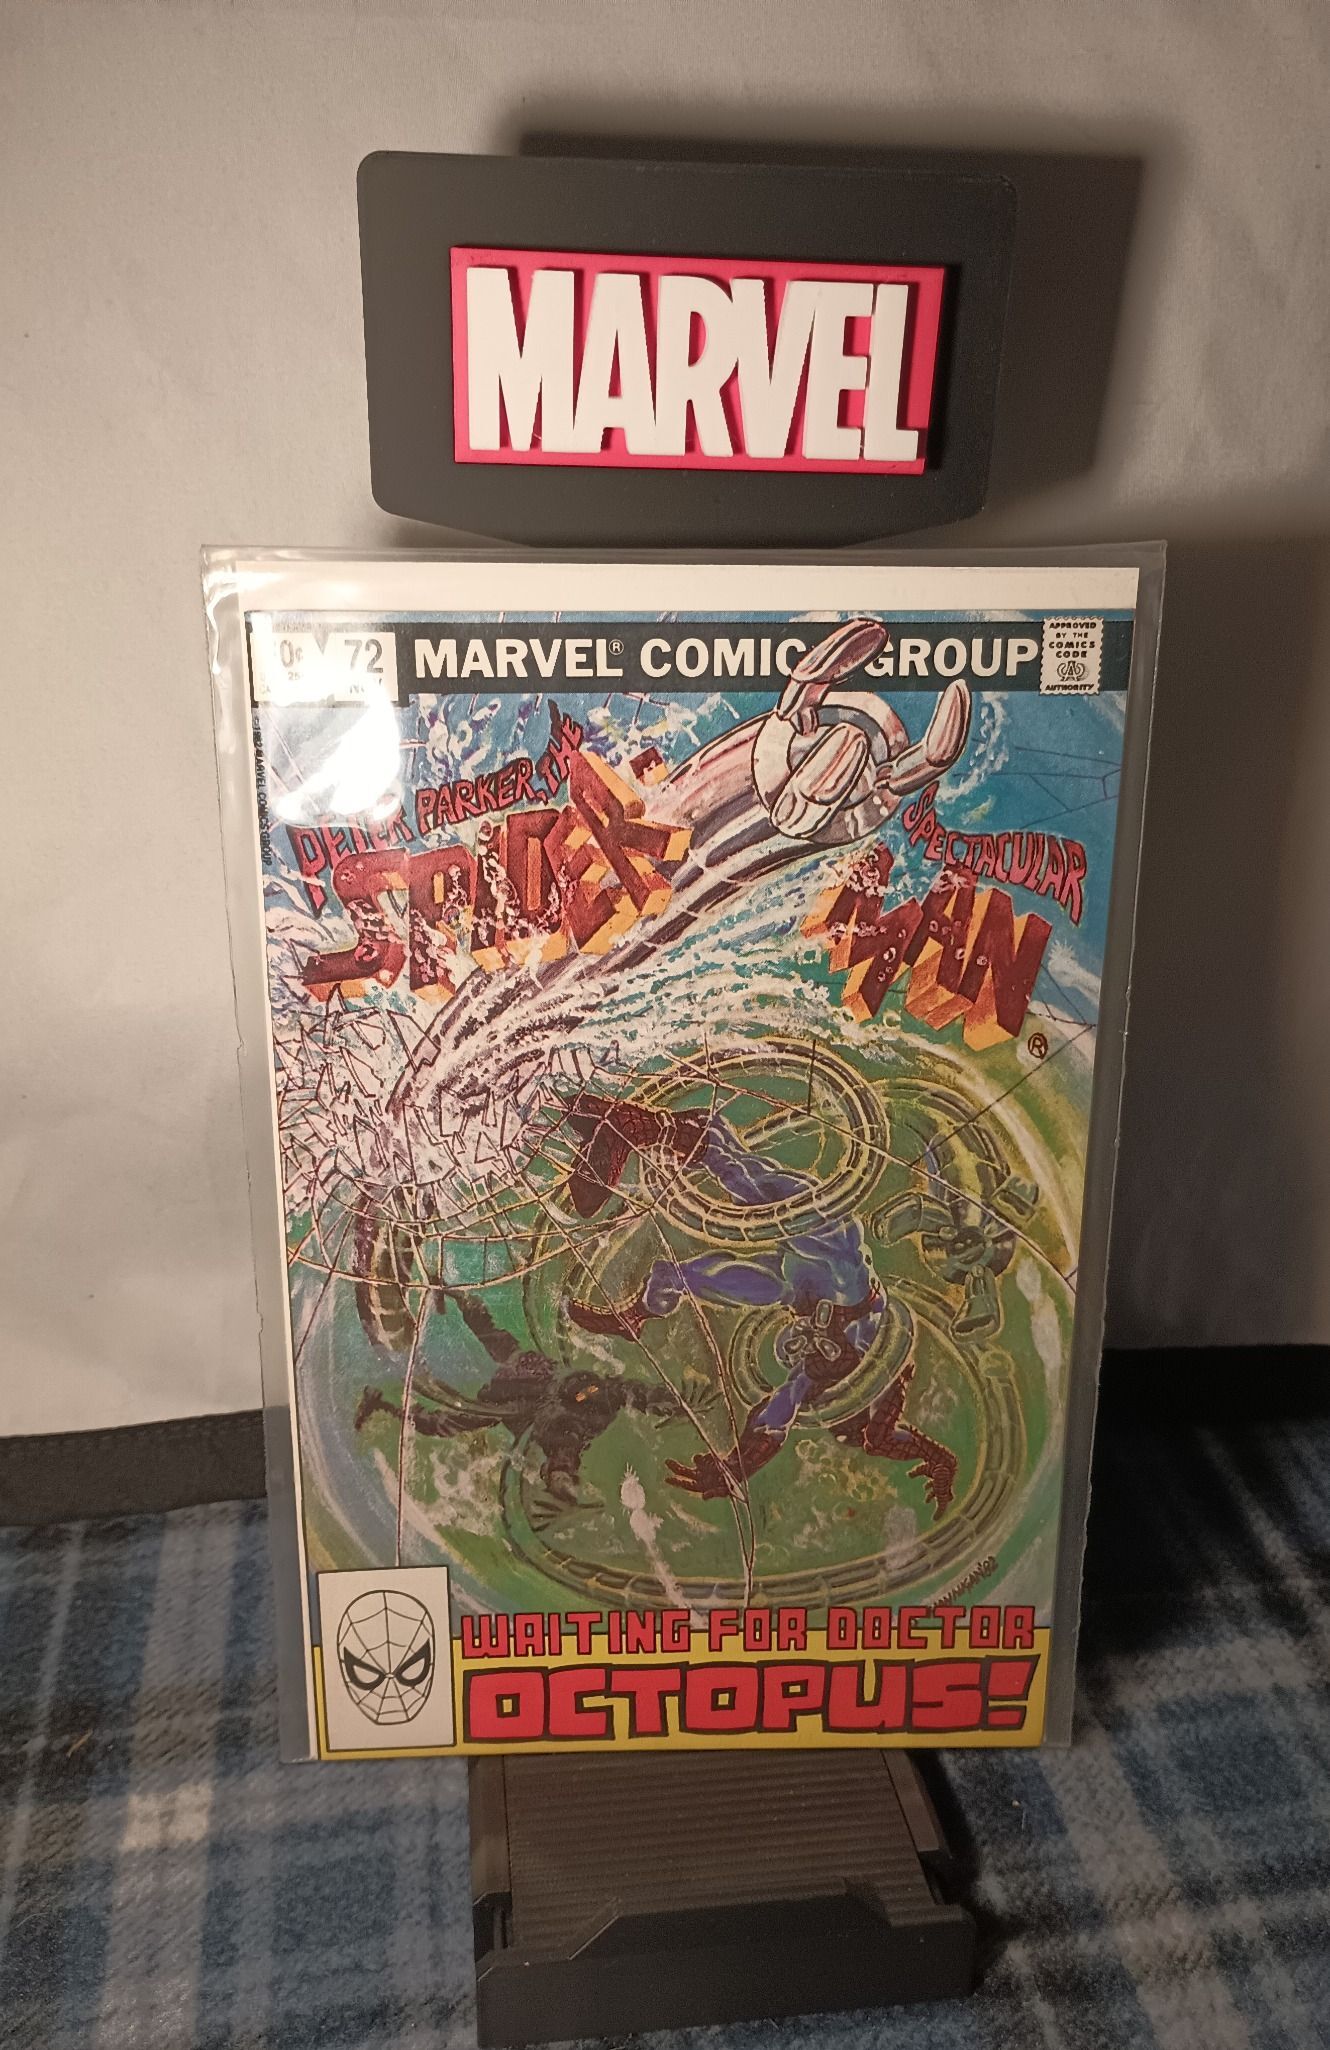 MARVEL
72
MARVEL® COMIC GROUP
APPROVED
BY THE
COMICS
CODE
AUTHORITY
PETER PARKER, THE
SPECTACULAR
SPIDER MAN
®
WAITING FOR DOCTOR
OCTOPUS!